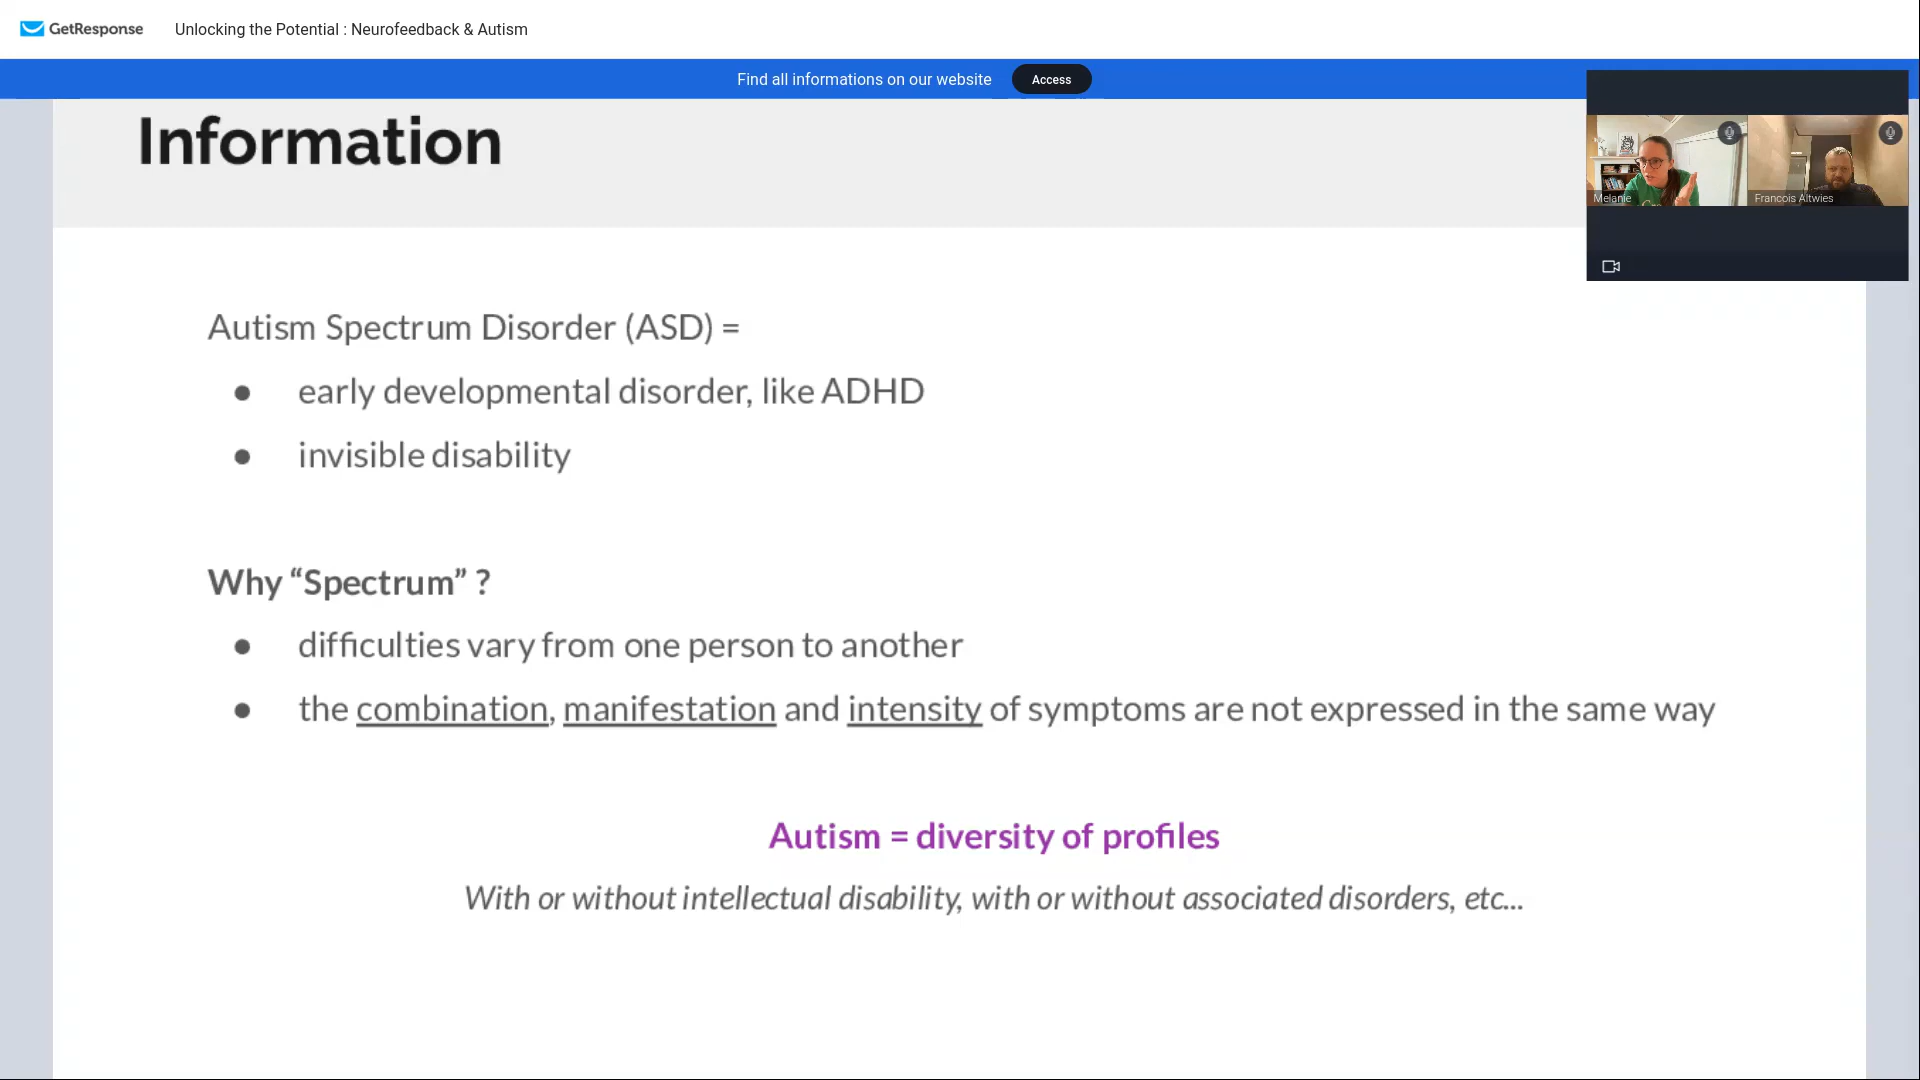 GetResponse
Unlocking the Potential : Neurofeedback & Autism
Find all informations on our website
Access
Information
Melanie
Francois Altwies
Autism Spectrum Disorder (ASD) =
● early developmental disorder, like ADHD
● invisible disability
Why “Spectrum” ?
● difficulties vary from one person to another
● the combination, manifestation and intensity of symptoms are not expressed in the same way
Autism = diversity of profiles
With or without intellectual disability, with or without associated disorders, etc...